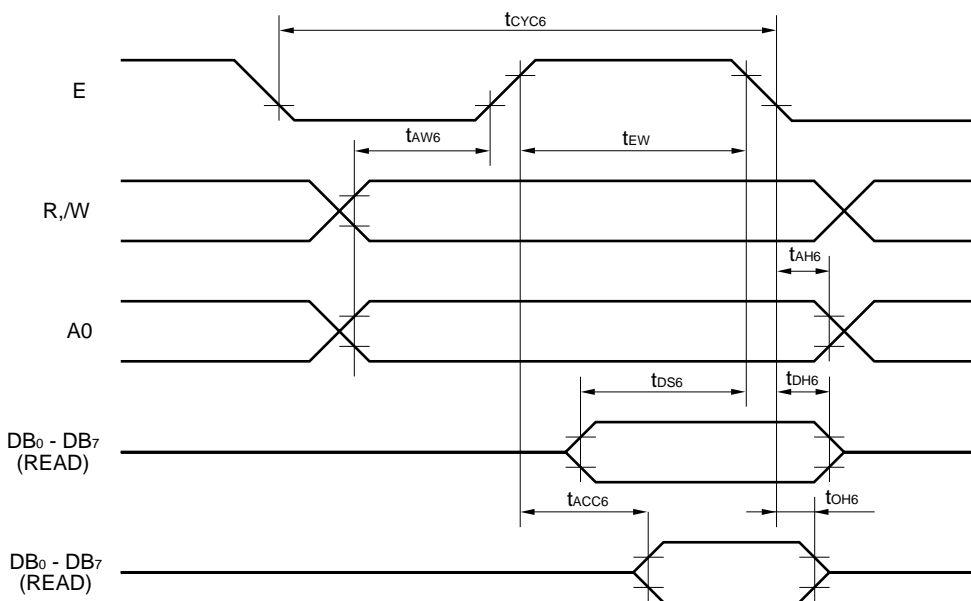 tCYC6
E
tAW6
tEW
R,/W
tAH6
A0
tDS6
tDH6
DB0 - DB7
(READ)
tACC6
tOH6
DB0 - DB7
(READ)